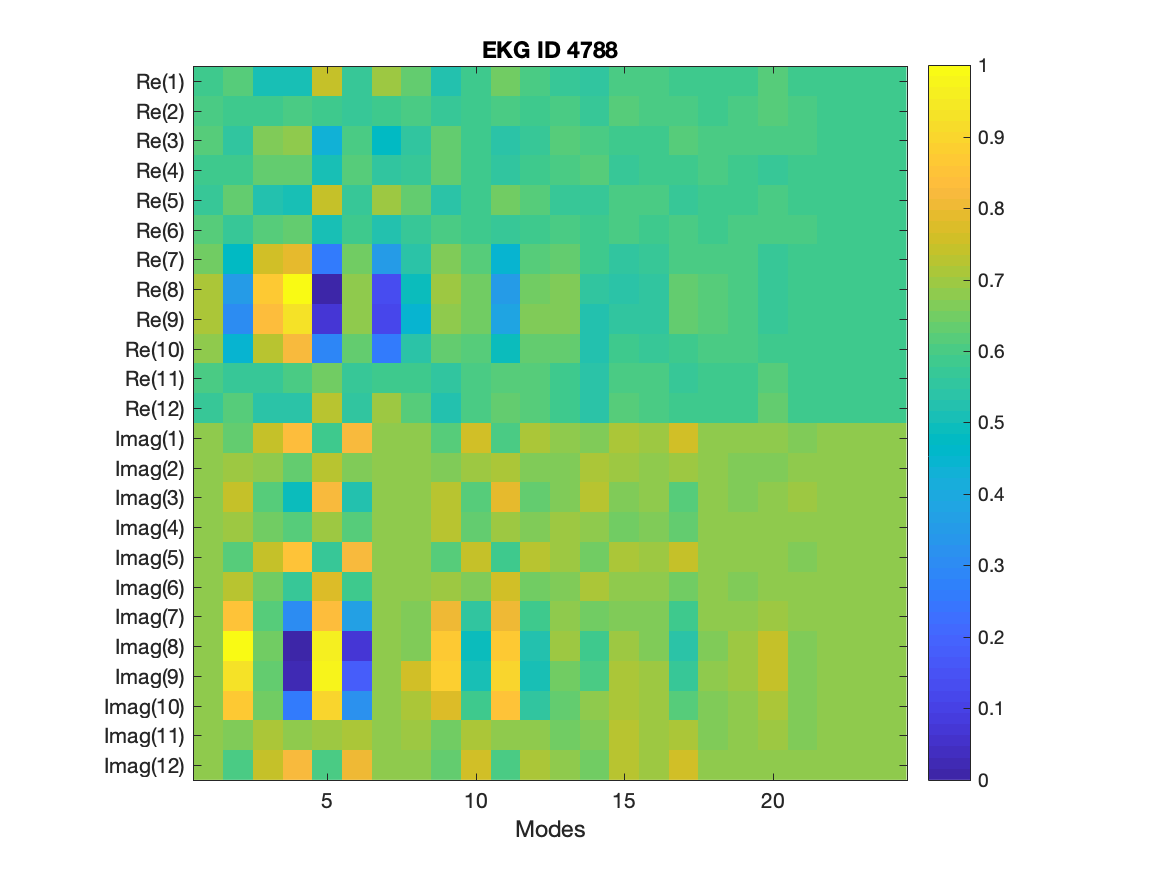 EKG ID 4788
Re(1)
Re(2)
Re(3)
Re(4)
Re(5)
Re(6)
Re(7)
Re(8)
Re(9)
Re(10)
Re(11)
Re(12)
Imag(1)
Imag(2)
Imag(3)
Imag(4)
Imag(5)
Imag(6)
Imag(7)
Imag(8)
Imag(9)
Imag(10)
Imag(11)
Imag(12)
5 10 15 20
Modes
1
0.9
0.8
0.7
0.6
0.5
0.4
0.3
0.2
0.1
0